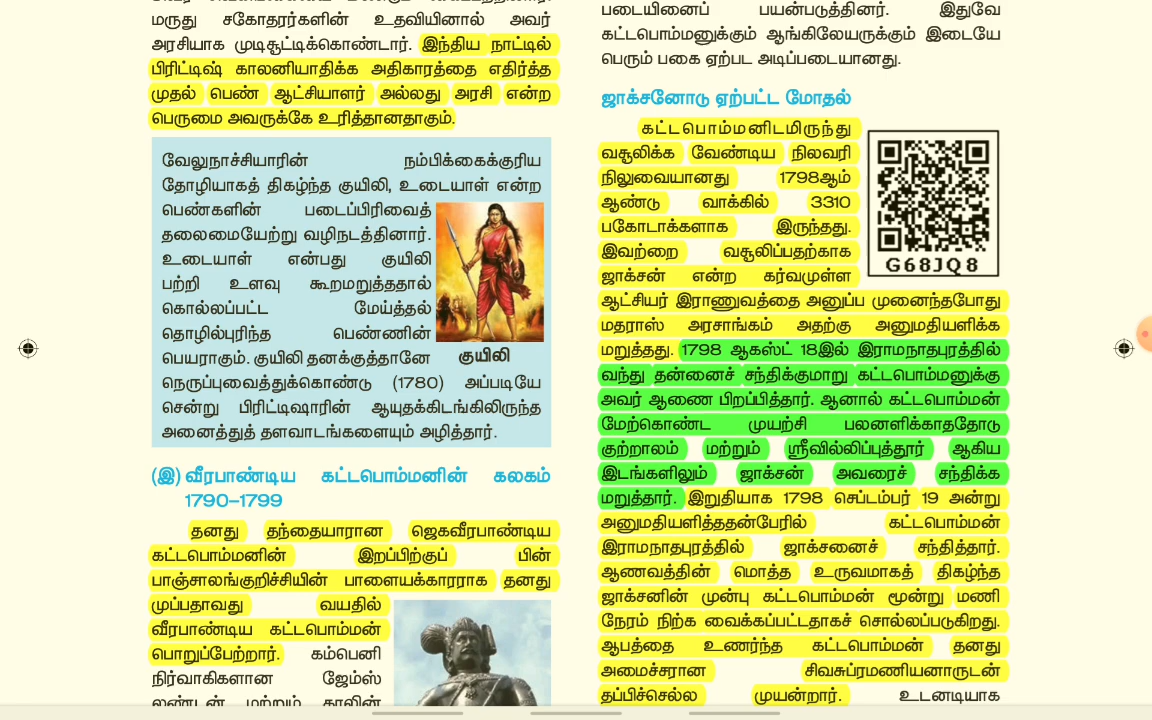 மருது சகோதரர்களின் உதவியினால் அவர்
அரசியாக முடிசூட்டிக்கொண்டார். இந்திய நாட்டில்
பிரிட்டிஷ் காலனியாதிக்க அதிகாரத்தை எதிர்த்த
முதல் பெண் ஆட்சியாளர் அல்லது அரசி என்ற
பெருமை அவருக்கே உரித்தானதாகும்.
வேலுநாச்சியாரின் நம்பிக்கைக்குரிய
தோழியாகத் திகழ்ந்த குயிலி, உடையாள் என்ற
பெண்களின் படைப்பிரிவைத்
தலைமையேற்று வழிநடத்தினார்.
உடையாள் என்பது குயிலி
பற்றி உளவு கூறமறுத்ததால்
கொல்லப்பட்ட மேய்த்தல்
தொழில்புரிந்த பெண்ணின்
பெயராகும். குயிலி தனக்குத்தானே
நெருப்புவைத்துக்கொண்டு (1780) அப்படியே
சென்று பிரிட்டிஷாரின் ஆயுதக்கிடங்கிலிருந்த
அனைத்துத் தளவாடங்களையும் அழித்தார்.
குயிலி
(இ) வீரபாண்டிய கட்டபொம்மனின் கலகம்
1790–1799
தனது தந்தையாரான ஜெகவீரபாண்டிய
கட்டபொம்மனின் இறப்பிற்குப் பின்
பாஞ்சாலங்குறிச்சியின் பாளையக்காரராக தனது
முப்பதாவது வயதில்
வீரபாண்டிய கட்டபொம்மன்
பொறுப்பேற்றார். கம்பெனி
நிர்வாகிகளான ஜேம்ஸ்
லண்டன் மற்றும் காலின்
படையினைப் பயன்படுத்தினர். இதுவே
கட்டபொம்மனுக்கும் ஆங்கிலேயருக்கும் இடையே
பெரும் பகை ஏற்பட அடிப்படையானது.
ஜாக்சனோடு ஏற்பட்ட மோதல்
கட்டபொம்மனிடமிருந்து
வசூலிக்க வேண்டிய நிலவரி
நிலுவையானது 1798ஆம்
ஆண்டு வாக்கில் 3310
பகோடாக்களாக இருந்தது.
இவற்றை வசூலிப்பதற்காக
ஜாக்சன் என்ற கர்வமுள்ள
ஆட்சியர் இராணுவத்தை அனுப்ப முனைந்தபோது
மதராஸ் அரசாங்கம் அதற்கு அனுமதியளிக்க
மறுத்தது. 1798 ஆகஸ்ட் 18இல் இராமநாதபுரத்தில்
வந்து தன்னைச் சந்திக்குமாறு கட்டபொம்மனுக்கு
அவர் ஆணை பிறப்பித்தார். ஆனால் கட்டபொம்மன்
மேற்கொண்ட முயற்சி பலனளிக்காததோடு
குற்றாலம் மற்றும் ஸ்ரீவில்லிப்புத்தூர் ஆகிய
இடங்களிலும் ஜாக்சன் அவரைச் சந்திக்க
மறுத்தார். இறுதியாக 1798 செப்டம்பர் 19 அன்று
அனுமதியளித்ததன்பேரில் கட்டபொம்மன்
இராமநாதபுரத்தில் ஜாக்சனைச் சந்தித்தார்.
ஆணவத்தின் மொத்த உருவமாகத் திகழ்ந்த
ஜாக்சனின் முன்பு கட்டபொம்மன் மூன்று மணி
நேரம் நிற்க வைக்கப்பட்டதாகச் சொல்லப்படுகிறது.
ஆபத்தை உணர்ந்த கட்டபொம்மன் தனது
அமைச்சரான சிவசுப்ரமணியனாருடன்
தப்பிச்செல்ல முயன்றார். உடனடியாக
G68JQ8